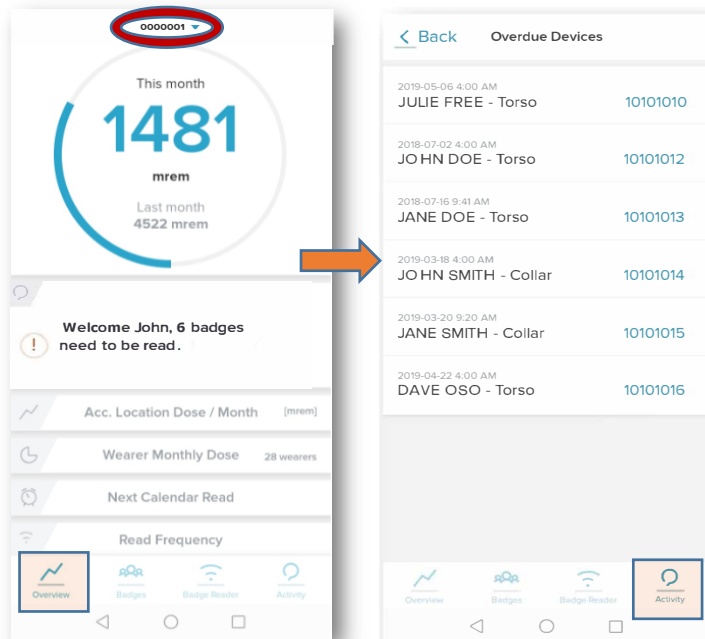 0000001
This month
1481
mrem
Last month
4522 mrem
Welcome John, 6 badges
need to be read.
Acc. Location Dose / Month [mrem]
Wearer Monthly Dose 28 wearers
Next Calendar Read
Read Frequency
Overview Badges Badge Reader Activity
Back Overdue Devices
2019-05-06 4:00 AM
JULIE FREE - Torso 10101010
2018-07-02 4:00 AM
JOHN DOE - Torso 10101012
2018-07-16 9:41 AM
JANE DOE - Torso 10101013
2019-03-18 4:00 AM
JOHN SMITH - Collar 10101014
2019-03-20 9:20 AM
JANE SMITH - Collar 10101015
2019-04-22 4:00 AM
DAVE OSO - Torso 10101016
Overview Badges Badge Reader Activity